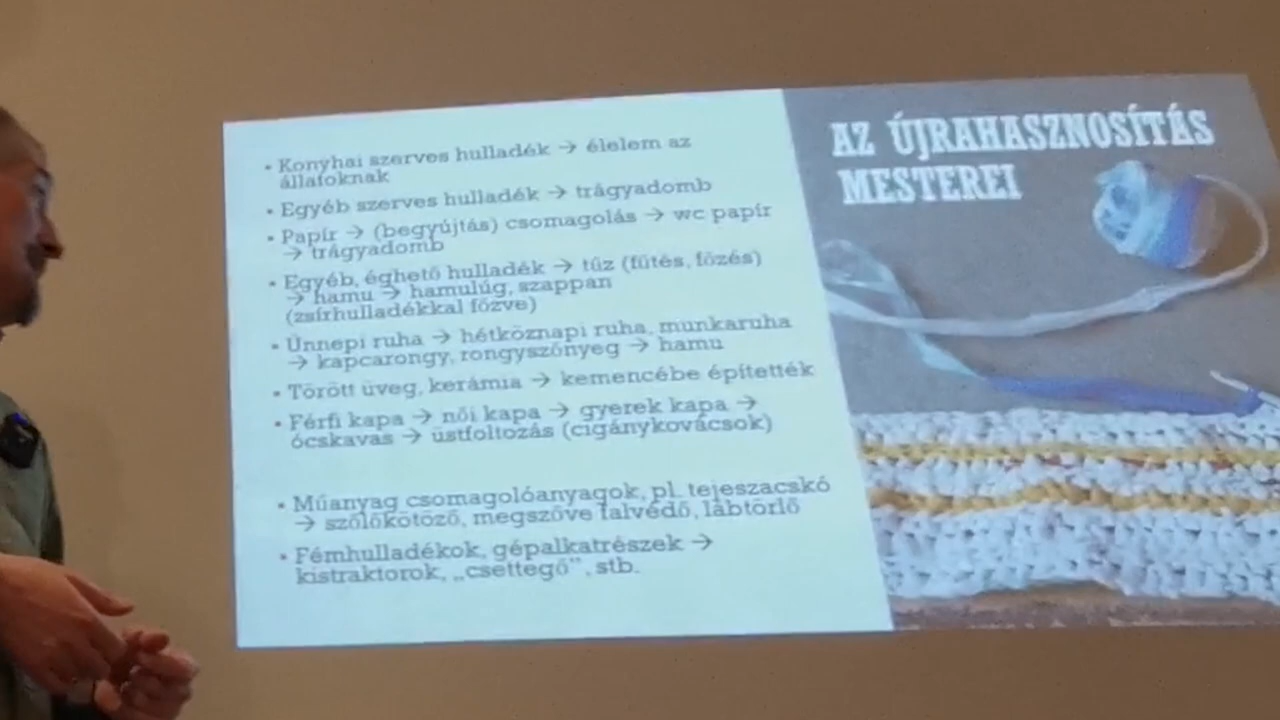 AZ ÚJRAHASZNOSÍTÁS
MESTEREI
• Konyhai szerves hulladék → élelem az
állatoknak
• Egyéb szerves hulladék → trágyadomb
• Papír → (begyújtás) csomagolás → wc papír
→ trágyadomb
• Egyéb, éghető hulladék → tűz (fűtés, főzés)
→ hamu → hamulúg, szappan
(zsírhulladékkal főzve)
• Ünnepi ruha → hétköznapi ruha, munkaruha
→ kapcarongy, rongyszőnyeg → hamu
• Törött üveg, kerámia → kemencébe építették
• Férfi kapa → női kapa → gyerek kapa →
ócskavas → üstfoltozás (cigánykovácsok)
• Műanyag csomagolóanyagok, pl. tejeszacskó
→ szőlőkötöző, megszőve falvédő, lábtörlő
• Fémhulladékok, gépalkatrészek →
kistraktorok, „csettegő”, stb.